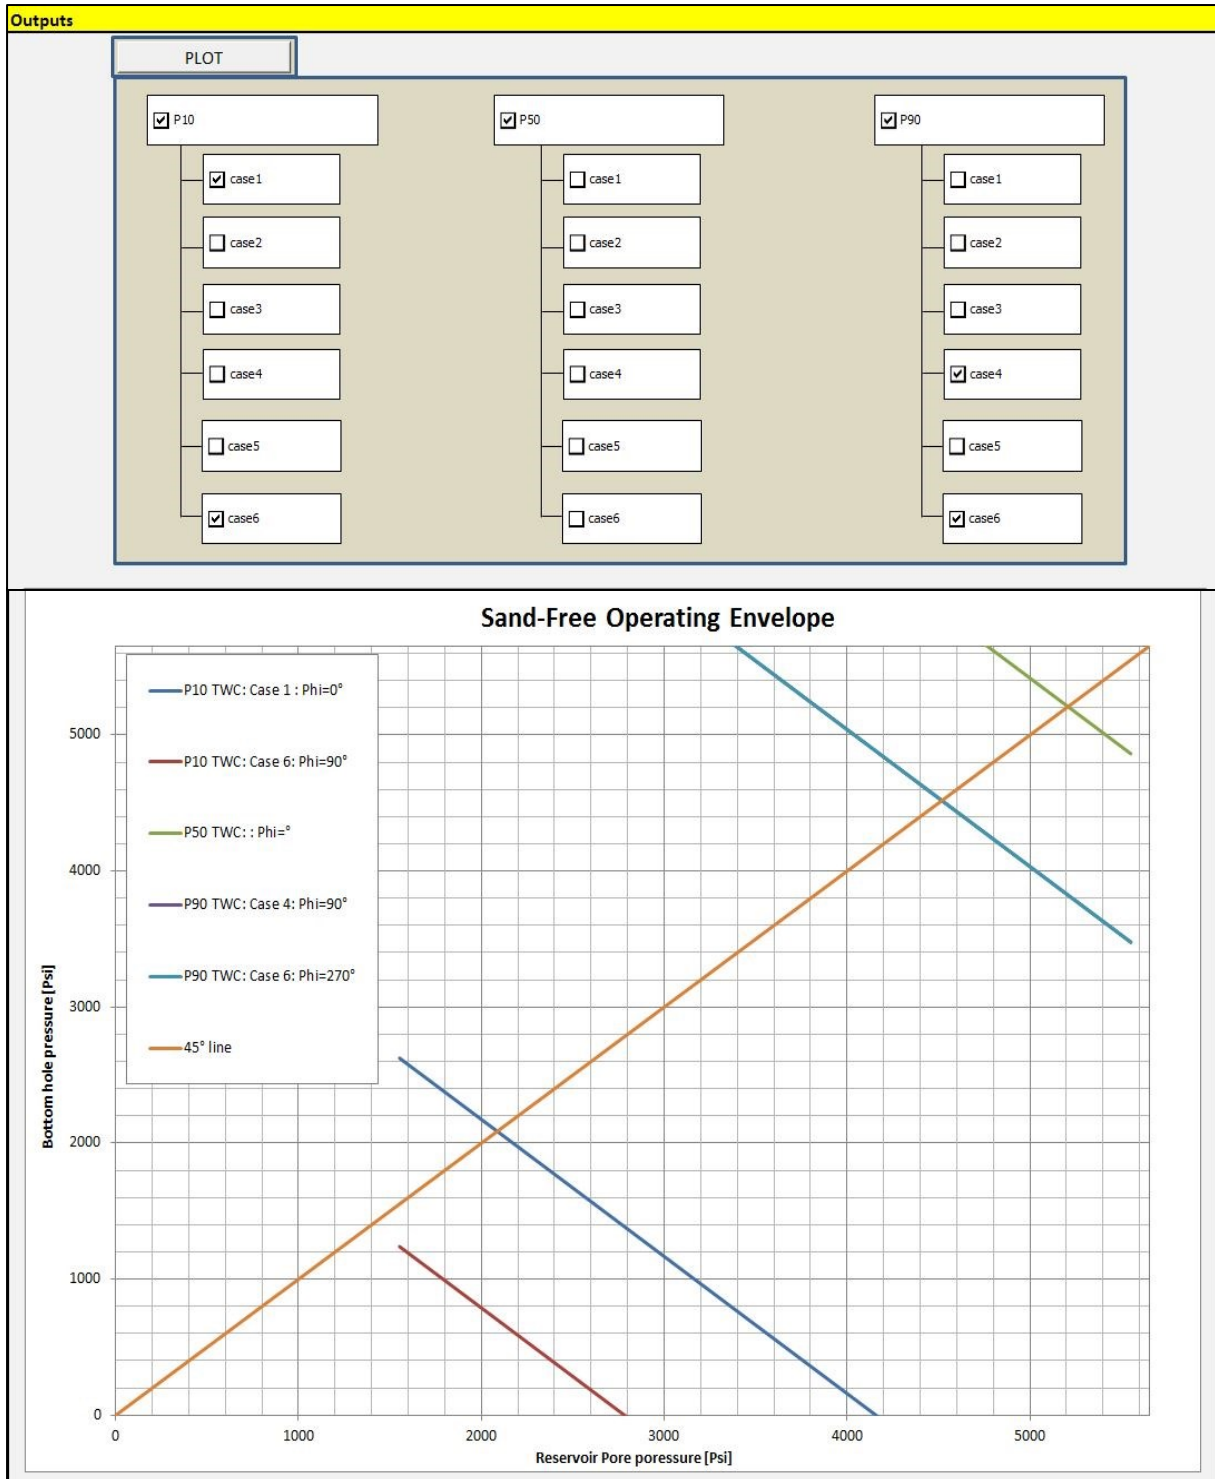 Outputs
PLOT
P10
case1
case2
case3
case4
case5
case6
P50
case1
case2
case3
case4
case5
case6
P90
case1
case2
case3
case4
case5
case6
Sand-Free Operating Envelope
P10 TWC: Case 1 : Phi=0°
P10 TWC: Case 6: Phi=90°
P50 TWC: : Phi=°
P90 TWC: Case 4: Phi=90°
P90 TWC: Case 6: Phi=270°
45° line
Bottom hole pressure [Psi]
5000
4000
3000
2000
1000
0
0 1000 2000 3000 4000 5000
Reservoir Pore poressure [Psi]